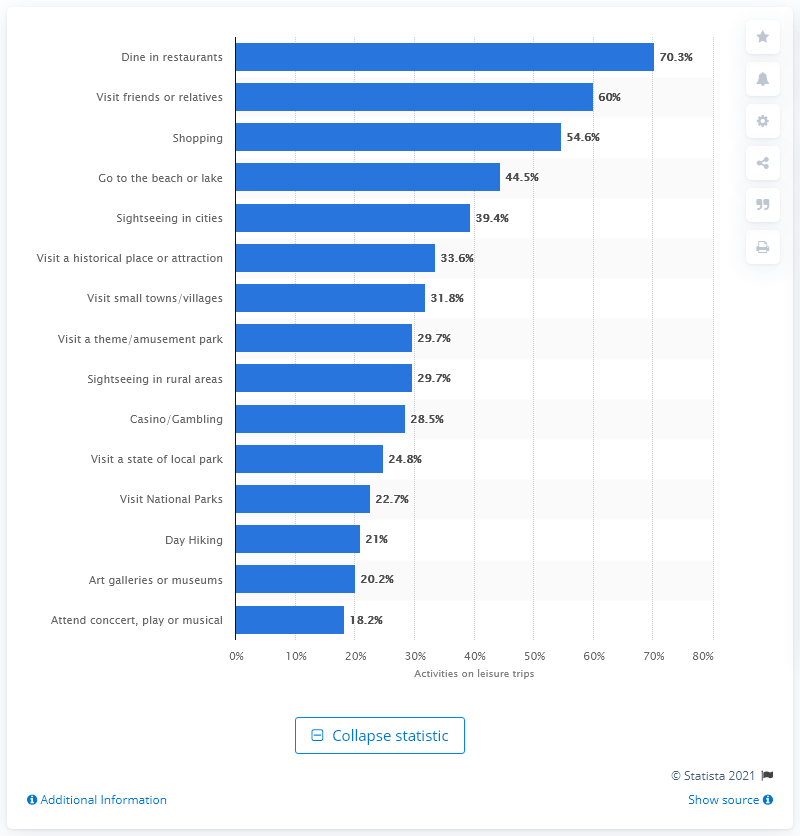 Dine in restaurants 70.3%
Visit friends or relatives 60%
Shopping 54.6%
Go to the beach or lake 44.5%
Sightseeing in cities 39.4%
Visit a historical place or attraction 33.6%
Visit small towns/villages 31.8%
Visit a theme/amusement park 29.7%
Sightseeing in rural areas 29.7%
Casino/Gambling 28.5%
Visit a state of local park 24.8%
Visit National Parks 22.7%
Day Hiking 21%
Art galleries or museums 20.2%
Attend conccert, play or musical 18.2%
0% 10% 20% 30% 40% 50% 60% 70% 80%
Activities on leisure trips
Collapse statistic
© Statista 2021
Additional Information Show source